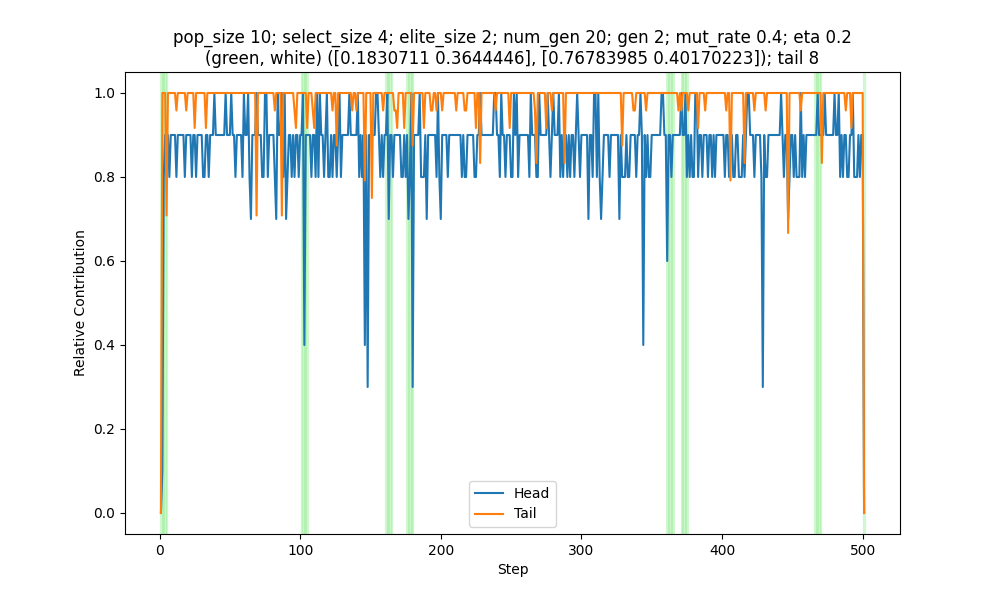 pop_size 10; select_size 4; elite_size 2; num_gen 20; gen 2; mut_rate 0.4; eta 0.2
(green, white) ([0.1830711 0.3644446], [0.76783985 0.40170223]); tail 8
Relative Contribution
1.0
0.8
0.6
0.4
0.2
0.0
Head
Tail
0
100
200
300
400
500
Step